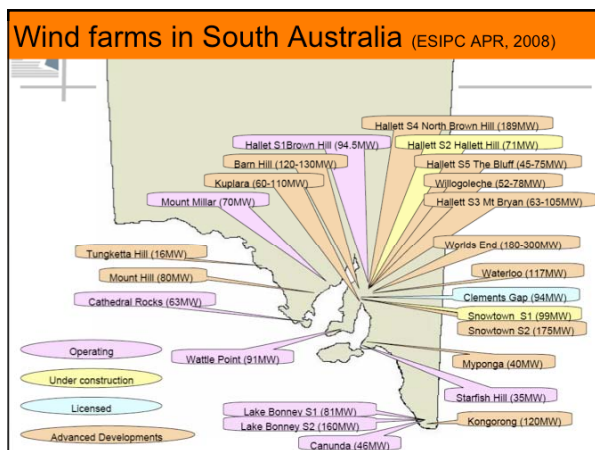 Wind farms in South Australia (ESIPC APR, 2008)
Hallett S4 North Brown Hill (189MW)
Hallet S1Brown Hill (94.5MW)
Hallett S2 Hallett Hill (71MW)
Barn Hill (120-130MW)
Hallett S5 The Bluff (45-75MW)
Kuplara (60-110MW)
Willogoleche (52-78MW)
Mount Millar (70MW)
Hallett S3 Mt Bryan (63-105MW)
Worlds End (180-300MW)
Tungketta Hill (16MW)
Waterloo (117MW)
Mount Hill (80MW)
Clements Gap (94MW)
Cathedral Rocks (63MW)
Snowtown S1 (99MW)
Snowtown S2 (175MW)
Operating
Wattle Point (91MW)
Myponga (40MW)
Under construction
Starfish Hill (35MW)
Licensed
Lake Bonney S1 (81MW)
Lake Bonney S2 (160MW)
Kongorong (120MW)
Advanced Developments
Canunda (46MW)